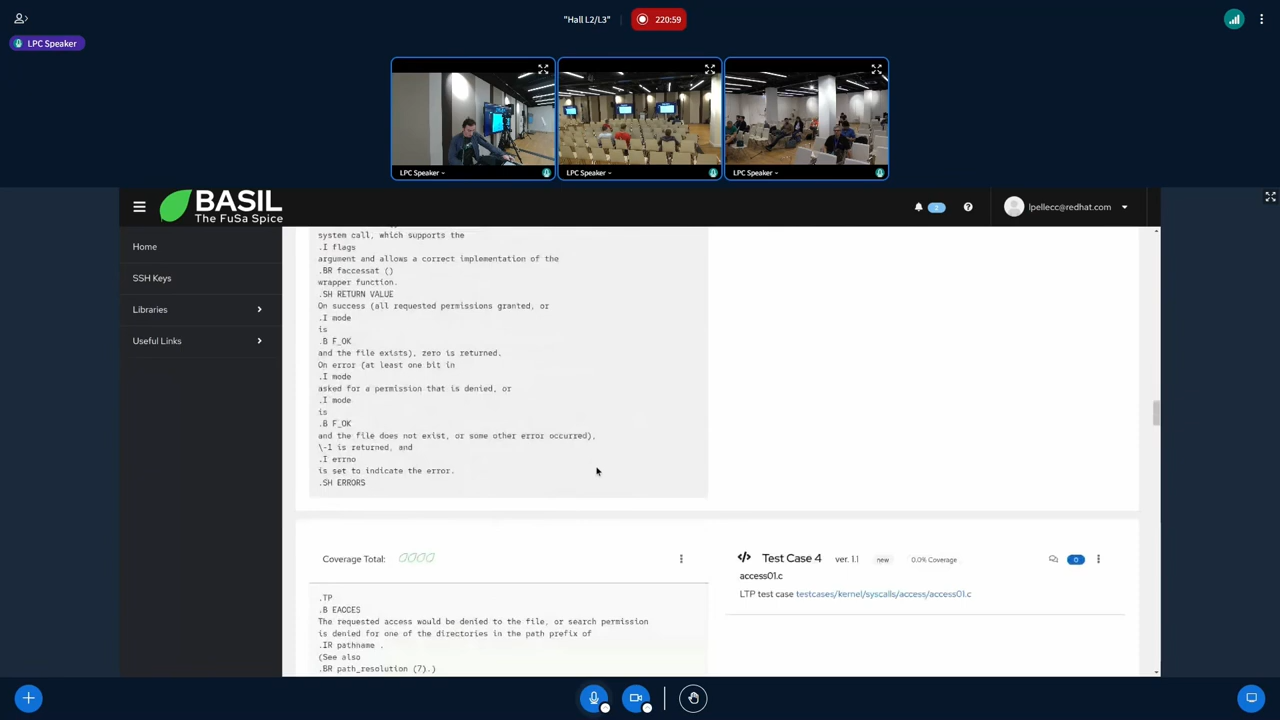 "Hall L2/L3"
220:59
LPC Speaker
LPC Speaker
LPC Speaker
LPC Speaker
BASIL
The FuSa Spice
2
lpellecc@redhat.com
Home
SSH Keys
Libraries
Useful Links
system call, which supports the
.I flags
argument and allows a correct implementation of the
.BR faccessat ()
wrapper function.
.SH RETURN VALUE
On success (all requested permissions granted, or
.I mode
is
.B F_OK
and the file exists), zero is returned.
On error (at least one bit in
.I mode
asked for a permission that is denied, or
.I mode
is
.B F_OK
and the file does not exist, or some other error occurred),
\-1 is returned, and
.I errno
is set to indicate the error.
.SH ERRORS
Coverage Total:
Test Case 4 ver. 1.1 new 0.0% Coverage 0
access01.c
LTP test case testcases/kernel/syscalls/access/access01.c
.TP
.B EACCES
The requested access would be denied to the file, or search permission
is denied for one of the directories in the path prefix of
.IR pathname .
(See also
.BR path_resolution (7).)